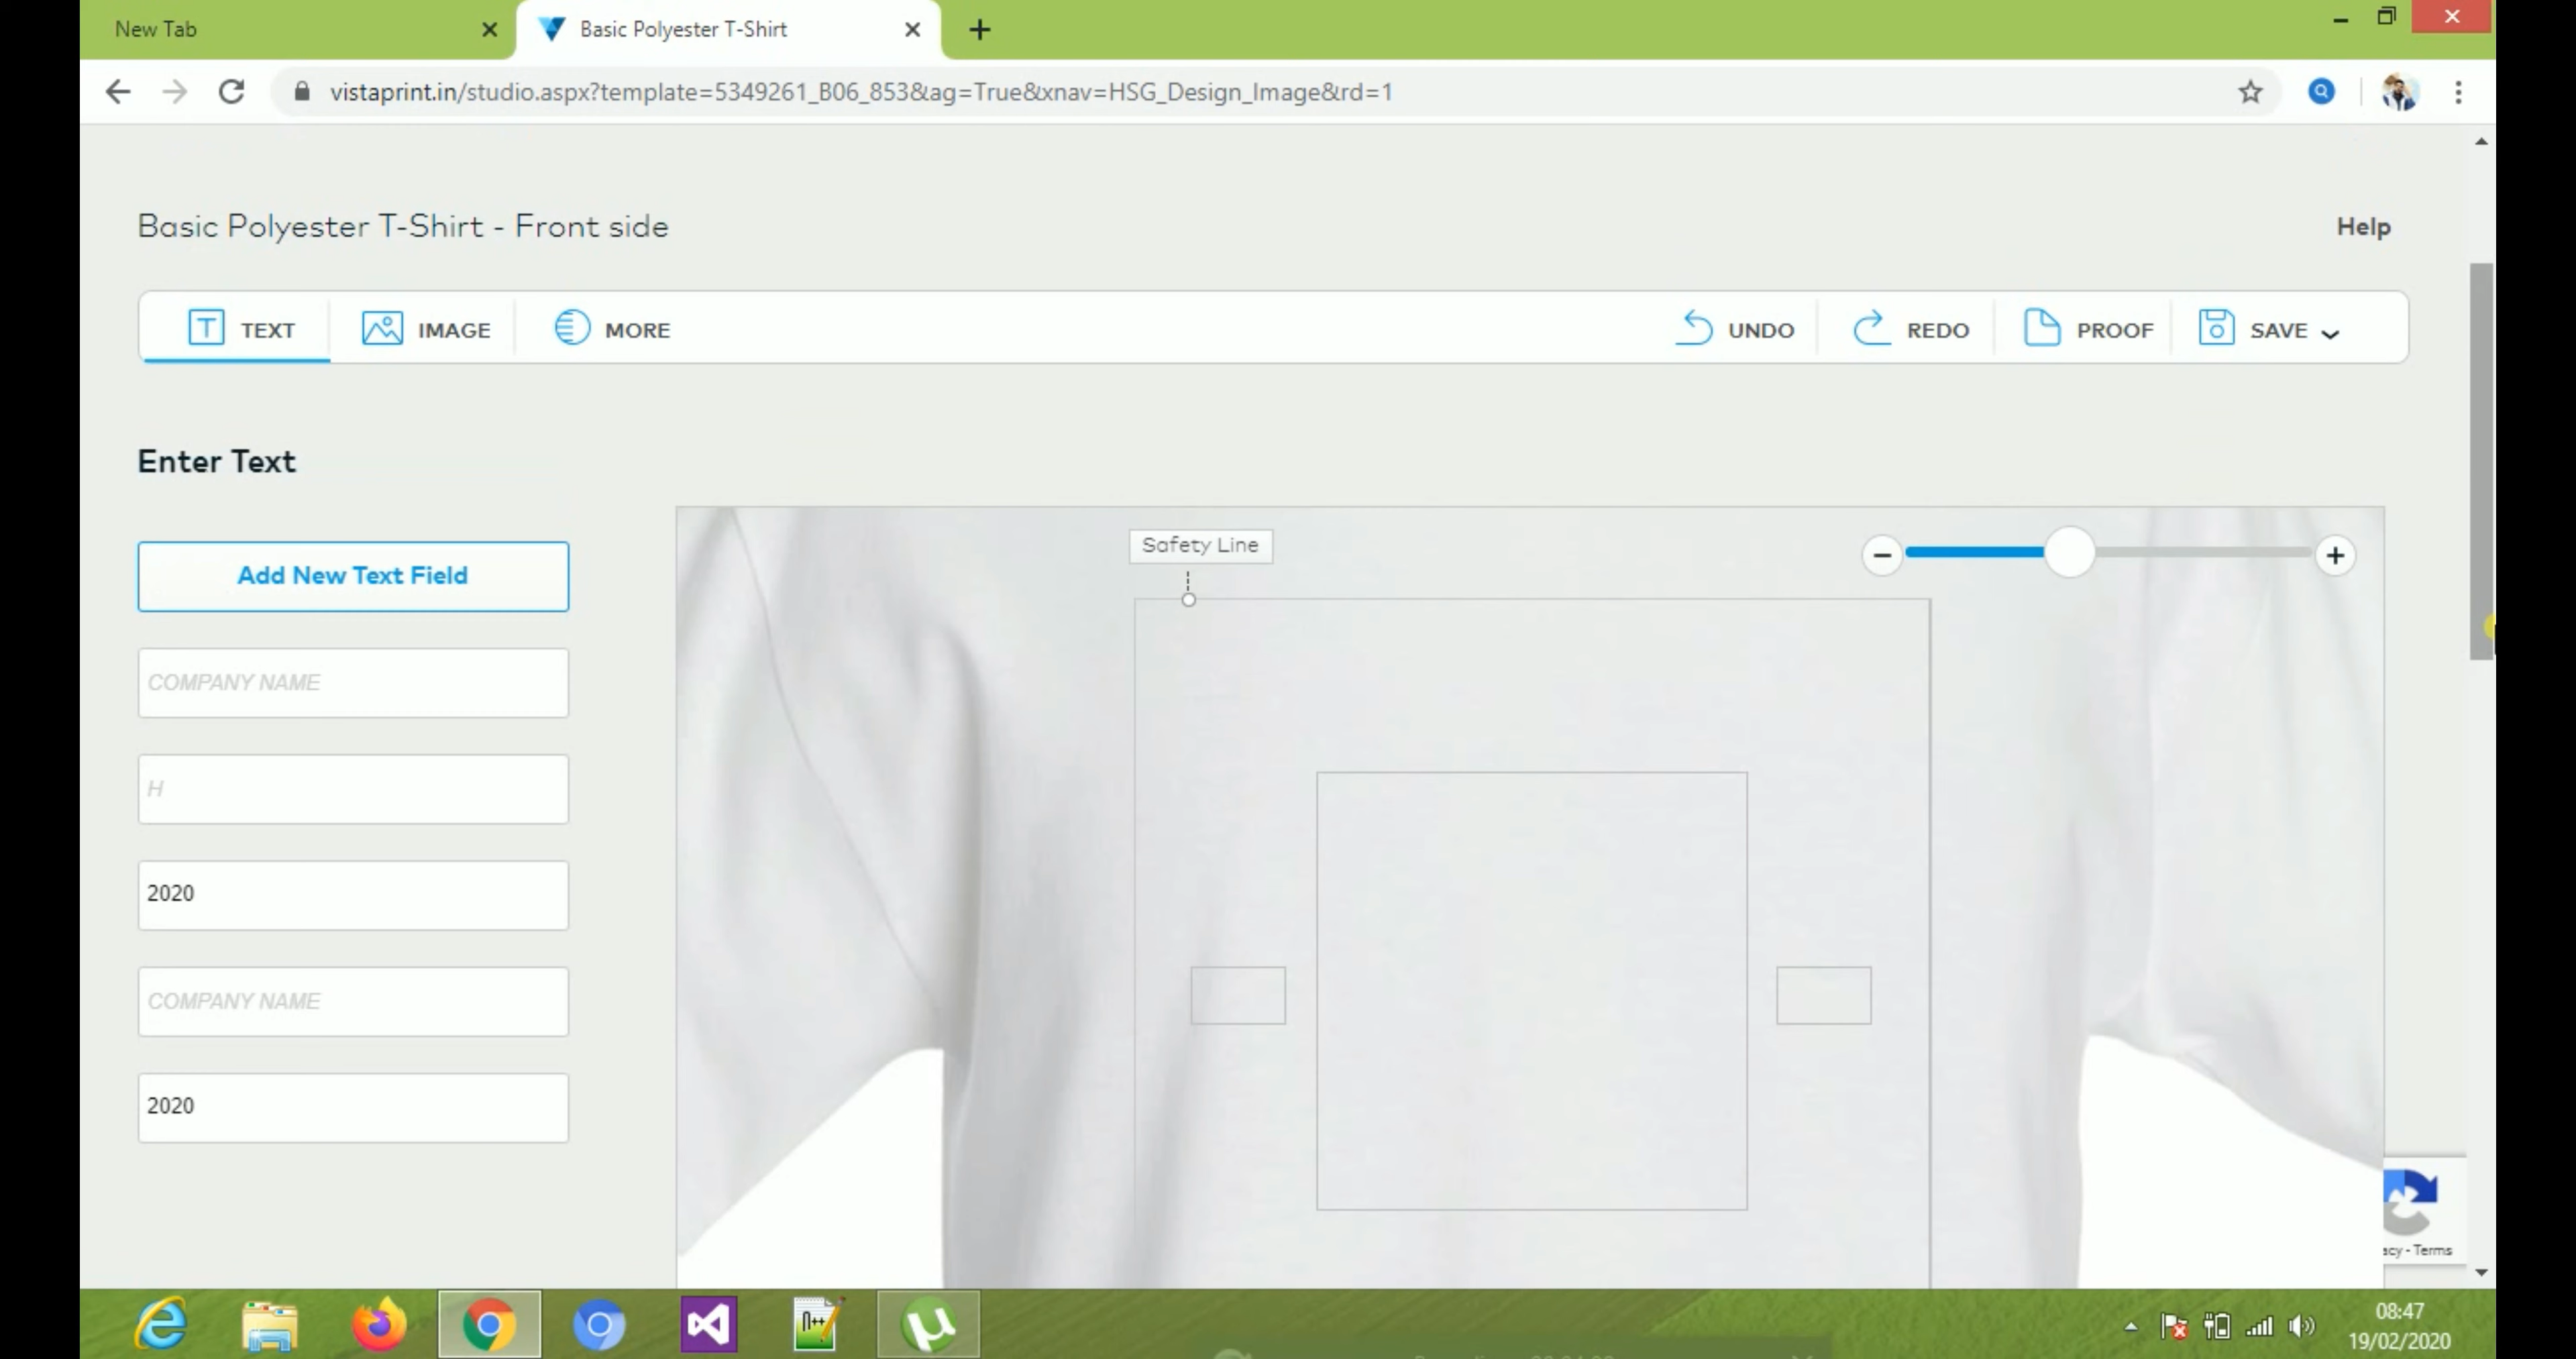 New Tab
Basic Polyester T-Shirt
vistaprint.in/studio.aspx?template=5349261_B06_853&ag=True&xnav=HSG_Design_Image&rd=1
Basic Polyester T-Shirt - Front side
Help
TEXT
IMAGE
MORE
UNDO
REDO
PROOF
SAVE
Enter Text
Safety Line
Add New Text Field
COMPANY NAME
H
2020
COMPANY NAME
2020
acy - Terms
08:47
19/02/2020